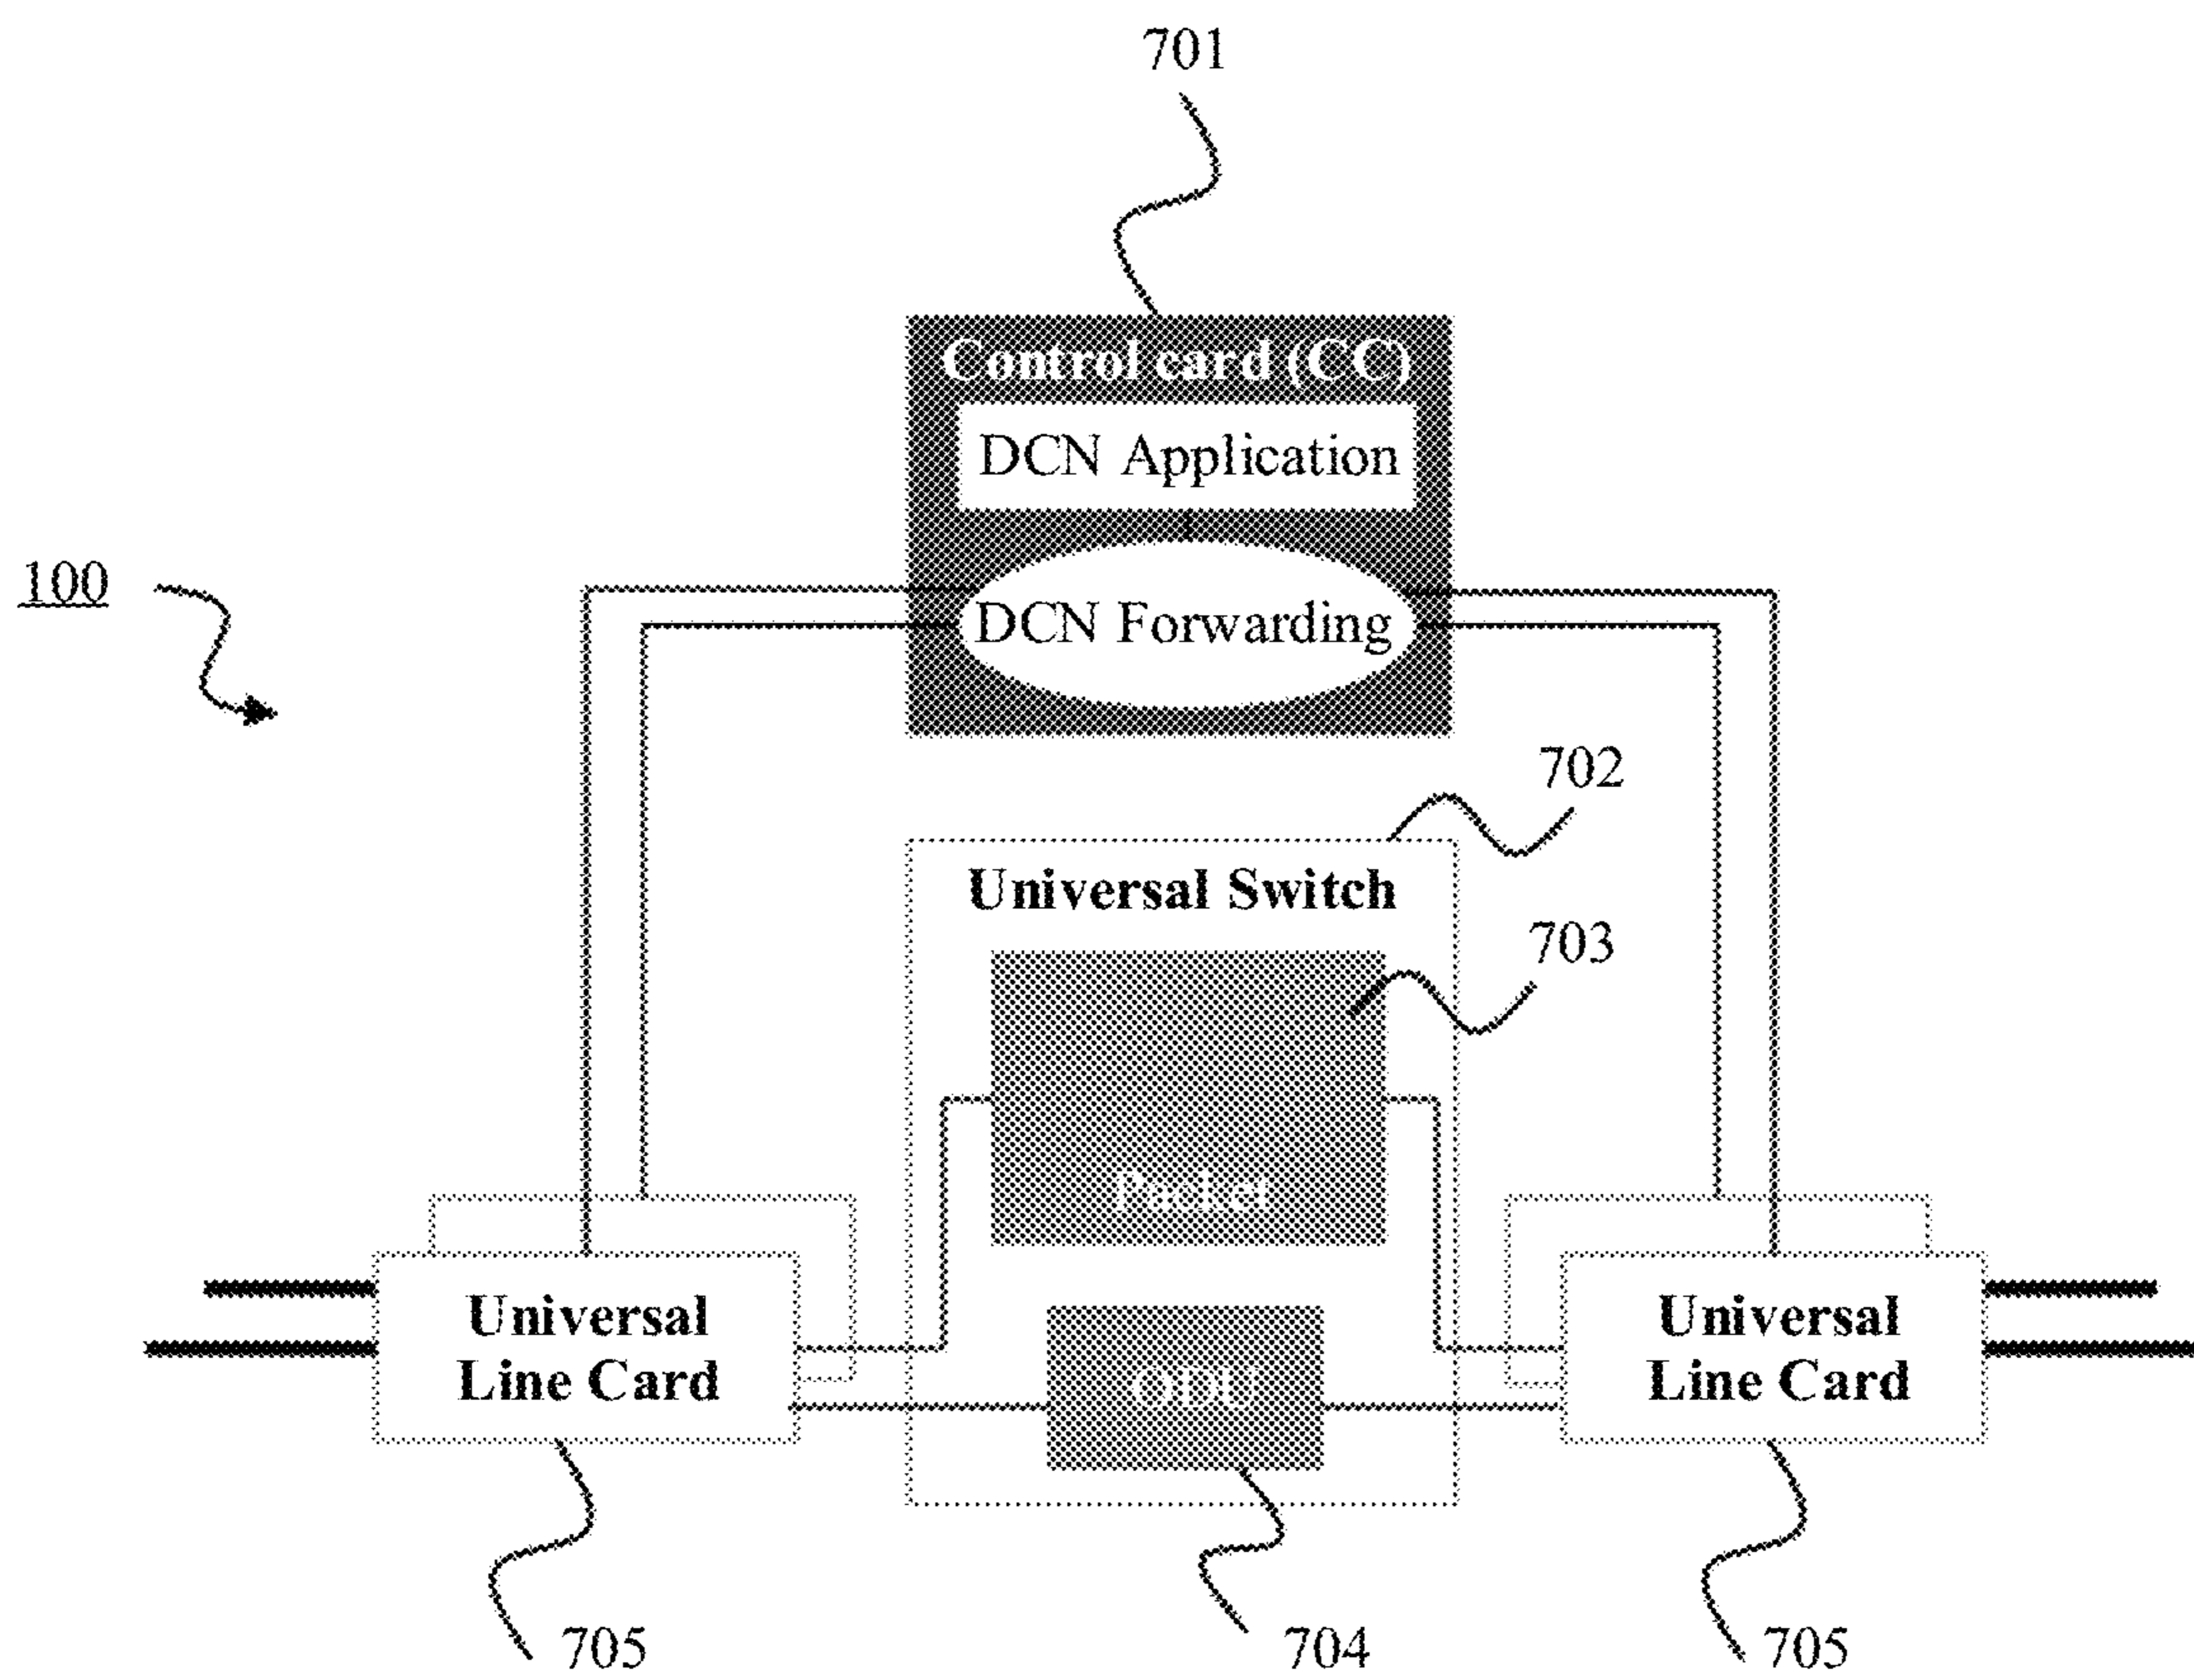 701
Control card (CC)
DCN Application
100
DCN Forwarding
702
Universal Switch
703
Packet
Universal
Line Card
ODU
Universal
Line Card
705
704
705